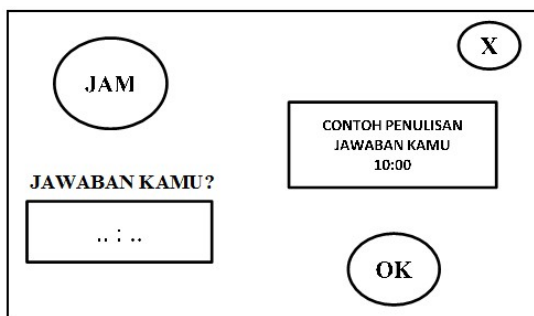 X
JAM
CONTOH PENULISAN
JAWABAN KAMU
10:00
JAWABAN KAMU?
.. : ..
OK